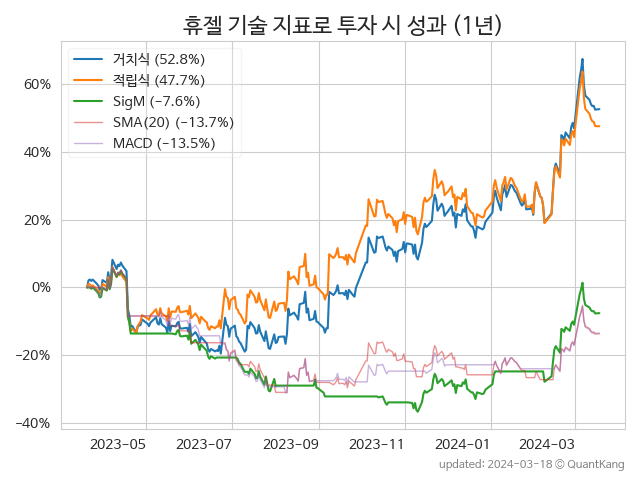 휴젤 기술 지표로 투자 시 성과 (1년)
거치식 (52.8%)
적립식 (47.7%)
SigM (−7.6%)
SMA(20) (−13.7%)
MACD (−13.5%)
60%
40%
20%
0%
−20%
−40%
2023−05 2023−07 2023−09 2023−11 2024−01 2024−03
updated: 2024−03−18 ⓒ QuantKang